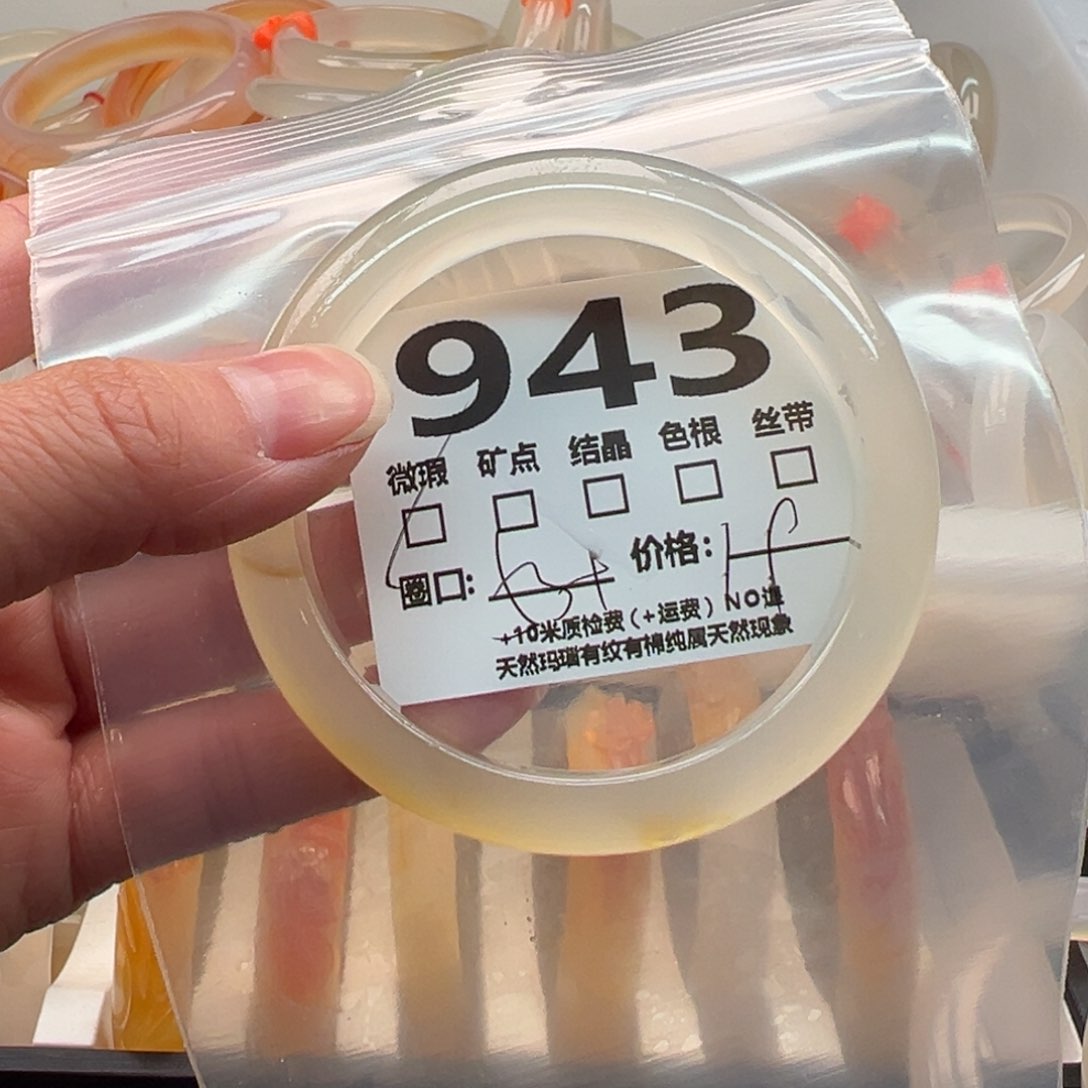 943
微瑕 矿点 结晶 色根 丝带
圈口: 价格:
+10米质检费(+运费) NO退
天然玛瑙有纹有棉纯属天然现象